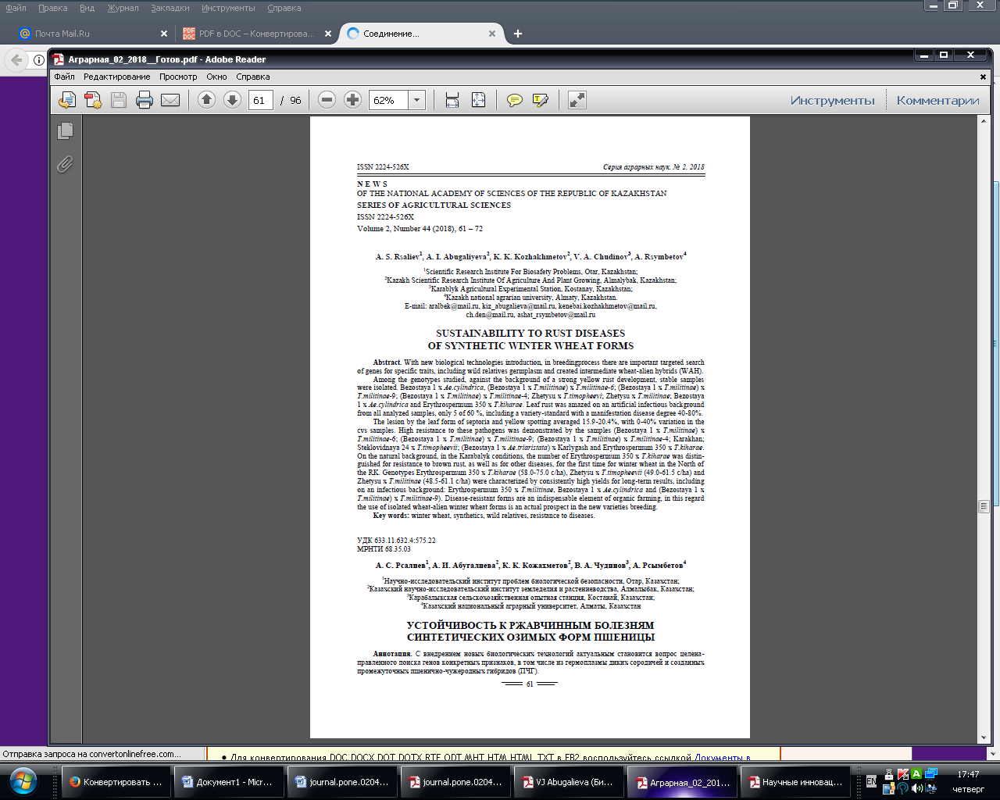 Файл Правка Вид Журнал Закладки Инструменты Справка
Почта Mail.Ru PDF в DOC – Конвертирова... Соединение...
Аграрная_02_2018__Готов.pdf - Adobe Reader
Файл Редактирование Просмотр Окно Справка
61 / 96 62% Инструменты Комментарии
ISSN 2224-526X Серия аграрных наук. № 2. 2018
N E W S
OF THE NATIONAL ACADEMY OF SCIENCES OF THE REPUBLIC OF KAZAKHSTAN
SERIES OF AGRICULTURAL SCIENCES
ISSN 2224-526X
Volume 2, Number 44 (2018), 61 – 72
A. S. Rsaliev1, A. I. Abugaliyeva2, K. K. Kozhakhmetov2, V. A. Chudinov3, A. Rsymbetov4
1Scientific Research Institute For Biosafety Problems, Otar, Kazakhstan;
2Kazakh Scientific Research Institute Of Agriculture And Plant Growing, Almalybak, Kazakhstan;
3Karablyk Agricultural Experimental Station, Kostanay, Kazakhstan;
4Kazakh national agrarian university, Almaty, Kazakhstan.
E-mail: aralbek@mail.ru, kiz_abugalieva@mail.ru, kenebai.kozhakhmetov@mail.ru,
ch.den@mail.ru, ashat_rsymbetov@mail.ru
SUSTAINABILITY TO RUST DISEASES
OF SYNTHETIC WINTER WHEAT FORMS
Abstract. With new biological technologies introduction, in breedingprocess there are important targeted search
of genes for specific traits, including wild relatives germplasm and created intermediate wheat-alien hybrids (WAH).
Among the genotypes studied, against the background of a strong yellow rust development, stable samples
were isolated. Bezostaya 1 x Ae.cylindrica, (Bezostaya 1 x T.militinae) x T.militinae-6; (Bezostaya 1 x T.militinae) x
T.militinae-9; (Bezostaya 1 x T.militinae) x T.militinae-4; Zhetysu x T.timopheevi; Zhetysu x T.militinae; Bezostaya
1 x Ae.cylindrica and Erythrospermum 350 x T.kiharae. Leaf rust was amazed on an artificial infectious background
from all analyzed samples, only 5 of 60 %, including a variety-standard with a manifestation disease degree 40-80%.
The lesion by the leaf form of septoria and yellow spotting averaged 15.9-20.4%, with 0-40% variation in the
cvs samples. High resistance to these pathogens was demonstrated by the samples (Bezostaya 1 x T.militinae) x
T.militinae-6; (Bezostaya 1 x T.militinae) x T.militinae-9; (Bezostaya 1 x T.militinae) x T.militinae-4; Karakhan;
Steklovidnaya 24 x T.timopheevii; (Bezostaya 1 x Ae.triaristata) x Karlygash and Erythrospermum 350 x T.kiharae.
On the natural background, in the Karabalyk conditions, the number of Erythrospermum 350 x T.kiharae was distin-
guished for resistance to brown rust, as well as for other diseases, for the first time for winter wheat in the North of
the RK. Genotypes Erythrospermum 350 x T.kiharae (58.0-75.0 c/ha), Zhetysu x T.timopheevii (49.0-61.5 c/ha) and
Zhetysu x T.militinae (48.5-61.1 c/ha) were characterized by consistently high yields for long-term results, including
on an infectious background: Erythrospermum 350 x T.militinae, Bezostaya 1 x Ae.cylindrica and (Bezostaya 1 x
T.militinae) x T.militinae-9). Disease-resistant forms are an indispensable element of organic farming, in this regard
the use of isolated wheat-alien winter wheat forms is an actual prospect in the new varieties breeding.
Key words: winter wheat, synthetics, wild relatives, resistance to diseases.
УДК 633.11.632.4:575.22
МРНТИ 68.35.03
А. С. Рсалиев1, А. И. Абугалиева2, К. К. Кожахметов2, В. А. Чудинов3, А. Рсымбетов4
1Научно-исследовательский институт проблем биологической безопасности, Отар, Казахстан;
2Казахский научно-исследовательский институт земледелия и растениеводства, Алмалыбак, Казахстан;
3Карабалыкская сельскохозяйственная опытная станция, Костанай, Казахстан;
4Казахский национальный аграрный университет, Алматы, Казахстан
УСТОЙЧИВОСТЬ К РЖАВЧИННЫМ БОЛЕЗНЯМ
СИНТЕТИЧЕСКИХ ОЗИМЫХ ФОРМ ПШЕНИЦЫ
Аннотация. С внедрением новых биологических технологий актуальным становится вопрос целена-
правленного поиска генов конкретных признаков, в том числе из гермоплазмы диких сородичей и созданных
промежуточных пшенично-чужеродных гибридов (ПЧГ).
61
Отправка запроса на convertonlinefree.com...
Для конвертирования DOC DOCX DOT DOTX RTF ODT MHT HTM HTML TXT в FB2 воспользуйтесь ссылкой Документы в
Конвертировать ... Документ1 - Micr... journal.pone.0204... journal.pone.0204... VJ Abugalieva (Би... Аграрная_02_201... Научные инновац... EN 17:47
четверг